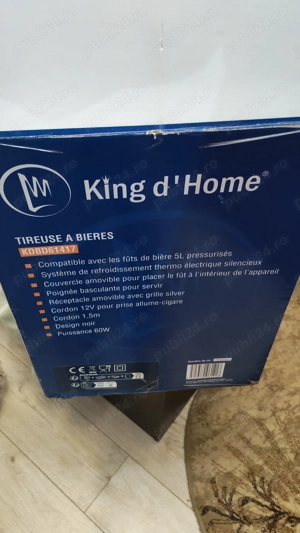 King d'Home®
TIREUSE A BIERES
KDBD61417
Compatible avec les fûts de bière 5L pressurisés
Système de refroidissement thermo électrique silencieux
Couvercle amovible pour placer le fût à l'intérieur de l'appareil
Poignée basculante pour servir
Réceptacle amovible avec grille silver
Cordon 12V pour prise allume-cigare
Cordon 1,5m
Design noir
Puissance 60W
CE